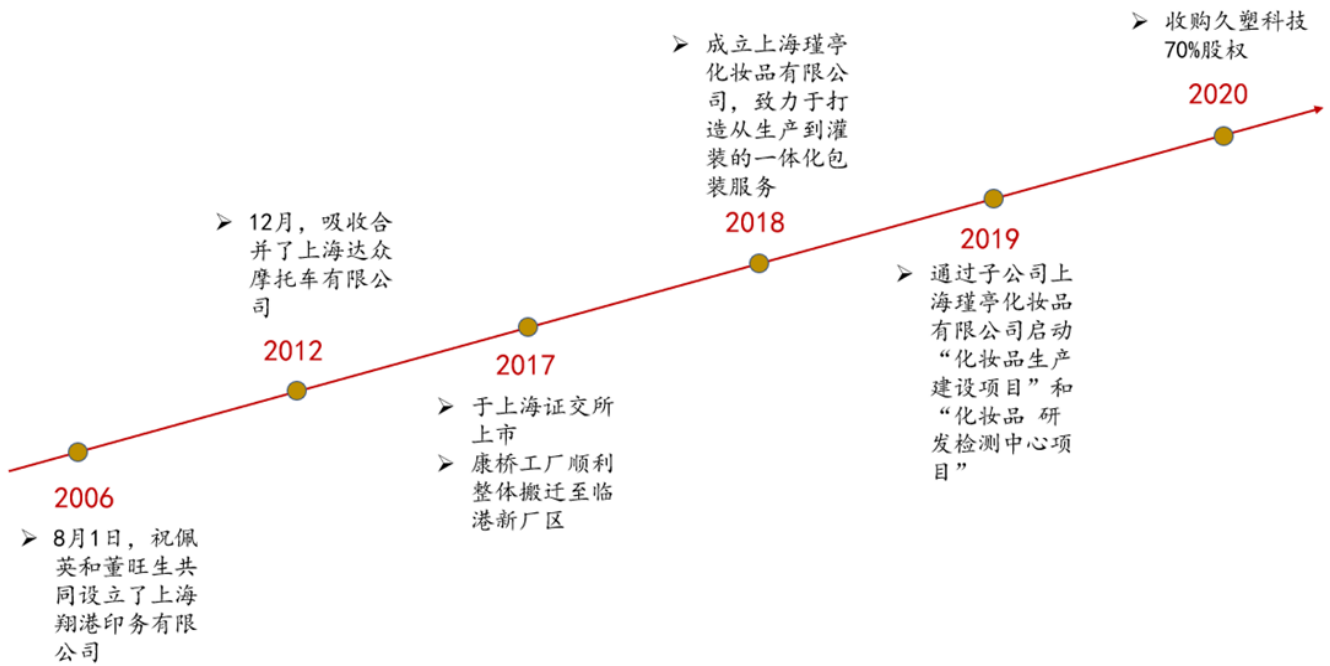 2006
➢ 8月1日，祝佩
英和董旺生共
同设立了上海
翔港印务有限
公司
➢ 12月，吸收合
并了上海达众
摩托车有限公
司
2012
2017
➢ 于上海证交所
上市
➢ 康桥工厂顺利
整体搬迁至临
港新厂区
➢ 成立上海瑾亭
化妆品有限公
司，致力于打
造从生产到灌
装的一体化包
装服务
2018
2019
➢ 通过子公司上
海瑾亭化妆品
有限公司启动
“化妆品生产
建设项目”和
“化妆品 研
发检测中心项
目”
➢ 收购久塑科技
70%股权
2020